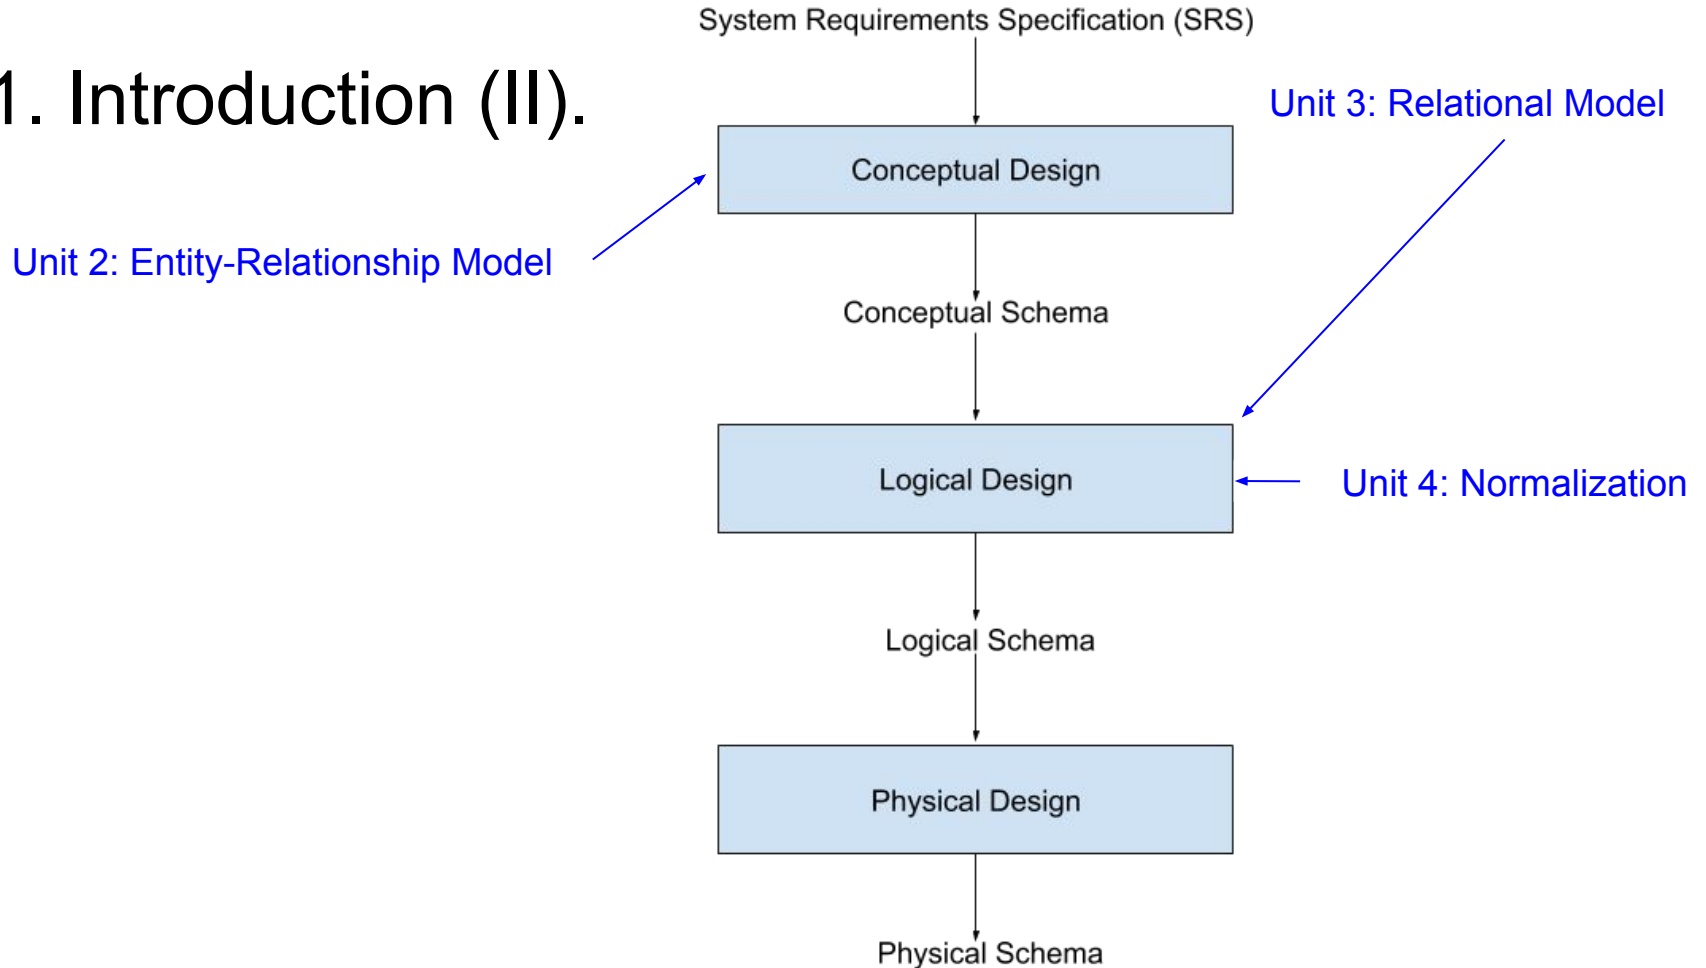 System Requirements Specification (SRS)
1. Introduction (II).
Unit 3: Relational Model
Conceptual Design
Unit 2: Entity-Relationship Model
Conceptual Schema
Logical Design
Unit 4: Normalization
Logical Schema
Physical Design
Physical Schema